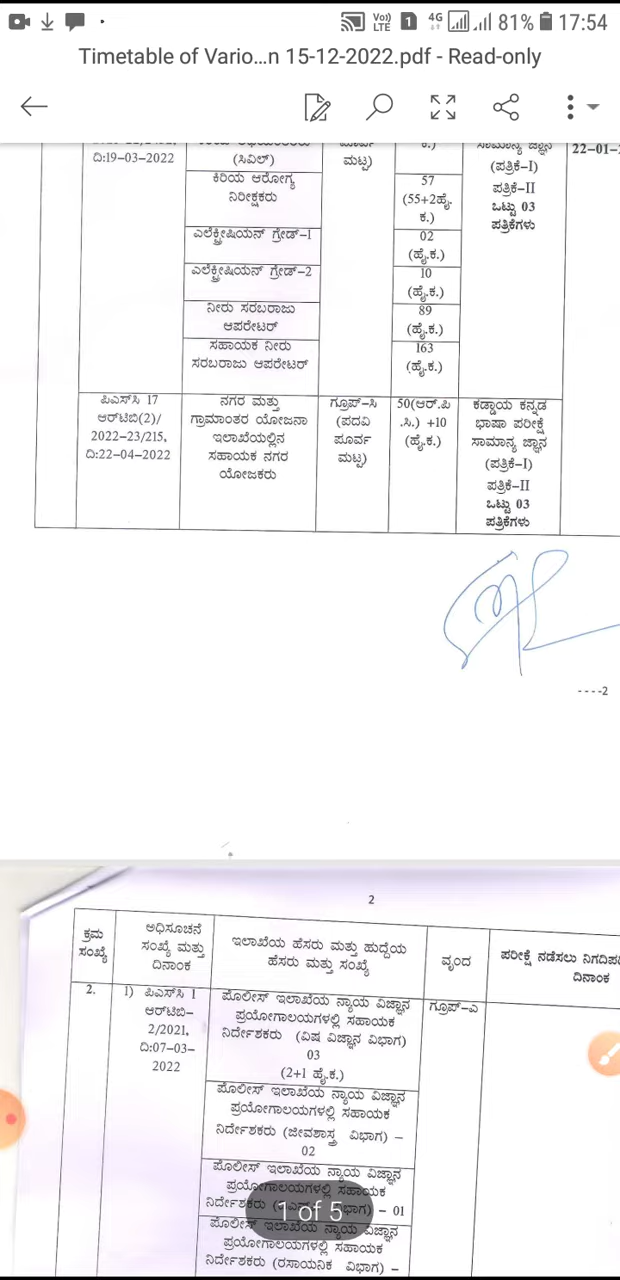 Vo)) LTE 1 4G 81% 17:54
Timetable of Vario...n 15-12-2022.pdf - Read-only
ದಿ:19-03-2022
(ಸಿವಿಲ್)
ಮಟ್ಟ)
ಕ.)
ಸಾಮಾನ್ಯ ಜ್ಞಾನ
(ಪತ್ರಿಕೆ-I)
ಪತ್ರಿಕೆ-II
ಒಟ್ಟು 03
ಪತ್ರಿಕೆಗಳು
22-01-
ಕಿರಿಯ ಆರೋಗ್ಯ
ನಿರೀಕ್ಷಕರು
57
(55+2ಹೈ.
ಕ.)
ಎಲೆಕ್ಟ್ರೀಷಿಯನ್ ಗ್ರೇಡ್-1
02
(ಹೈ.ಕ.)
ಎಲೆಕ್ಟ್ರೀಷಿಯನ್ ಗ್ರೇಡ್-2
10
(ಹೈ.ಕ.)
ನೀರು ಸರಬರಾಜು
ಆಪರೇಟರ್
89
(ಹೈ.ಕ.)
ಸಹಾಯಕ ನೀರು
ಸರಬರಾಜು ಆಪರೇಟರ್
163
(ಹೈ.ಕ.)
ಪಿಎಸ್‌ಸಿ 17
ಆರ್‌ಟಿಬಿ(2)/
2022-23/215,
ದಿ:22-04-2022
ನಗರ ಮತ್ತು
ಗ್ರಾಮಾಂತರ ಯೋಜನಾ
ಇಲಾಖೆಯಲ್ಲಿನ
ಸಹಾಯಕ ನಗರ
ಯೋಜಕರು
ಗ್ರೂಪ್-ಸಿ
(ಪದವಿ
ಪೂರ್ವ
ಮಟ್ಟ)
50(ಆರ್.ಪಿ
.ಸಿ.) +10
(ಹೈ.ಕ.)
ಕಡ್ಡಾಯ ಕನ್ನಡ
ಭಾಷಾ ಪರೀಕ್ಷೆ
ಸಾಮಾನ್ಯ ಜ್ಞಾನ
(ಪತ್ರಿಕೆ-I)
ಪತ್ರಿಕೆ-II
ಒಟ್ಟು 03
ಪತ್ರಿಕೆಗಳು
----2
2
ಕ್ರಮ
ಸಂಖ್ಯೆ
ಅಧಿಸೂಚನೆ
ಸಂಖ್ಯೆ ಮತ್ತು
ದಿನಾಂಕ
ಇಲಾಖೆಯ ಹೆಸರು ಮತ್ತು ಹುದ್ದೆಯ
ಹೆಸರು ಮತ್ತು ಸಂಖ್ಯೆ
ವೃಂದ
ಪರೀಕ್ಷೆ ನಡೆಸಲು ನಿಗದಿಪ
ದಿನಾಂಕ
2.
1) ಪಿಎಸ್‌ಸಿ 1
ಆರ್‌ಟಿಬಿ-
2/2021,
ದಿ:07-03-
2022
ಪೊಲೀಸ್ ಇಲಾಖೆಯ ನ್ಯಾಯ ವಿಜ್ಞಾನ
ಪ್ರಯೋಗಾಲಯಗಳಲ್ಲಿ ಸಹಾಯಕ
ನಿರ್ದೇಶಕರು (ವಿಷ ವಿಜ್ಞಾನ ವಿಭಾಗ)
03
(2+1 ಹೈ.ಕ.)
ಗ್ರೂಪ್-ಎ
ಪೊಲೀಸ್ ಇಲಾಖೆಯ ನ್ಯಾಯ ವಿಜ್ಞಾನ
ಪ್ರಯೋಗಾಲಯಗಳಲ್ಲಿ ಸಹಾಯಕ
ನಿರ್ದೇಶಕರು (ಜೀವಶಾಸ್ತ್ರ ವಿಭಾಗ) –
02
ಪೊಲೀಸ್ ಇಲಾಖೆಯ ನ್ಯಾಯ ವಿಜ್ಞಾನ
ಪ್ರಯೋಗಾಲಯಗಳಲ್ಲಿ ಸಹಾಯಕ
ನಿರ್ದೇಶಕರು – 01
1 of 5
ಪೊಲೀಸ್ ಇಲಾಖೆಯ ನ್ಯಾಯ ವಿಜ್ಞಾನ
ಪ್ರಯೋಗಾಲಯಗಳಲ್ಲಿ ಸಹಾಯಕ
ನಿರ್ದೇಶಕರು (ರಸಾಯನಿಕ ವಿಭಾಗ) –